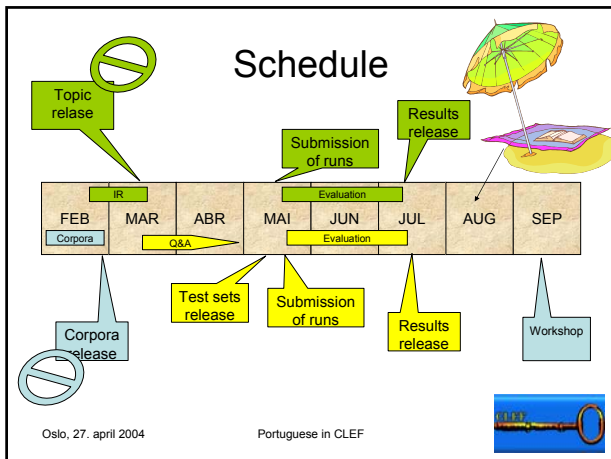 Schedule
Topic
relase
Submission
of runs
Results
release
IR
Evaluation
FEB MAR ABR MAI JUN JUL AUG SEP
Corpora
Q&A
Evaluation
Test sets
release
Submission
of runs
Results
release
Workshop
Corpora
release
Oslo, 27. april 2004
Portuguese in CLEF
CLEF